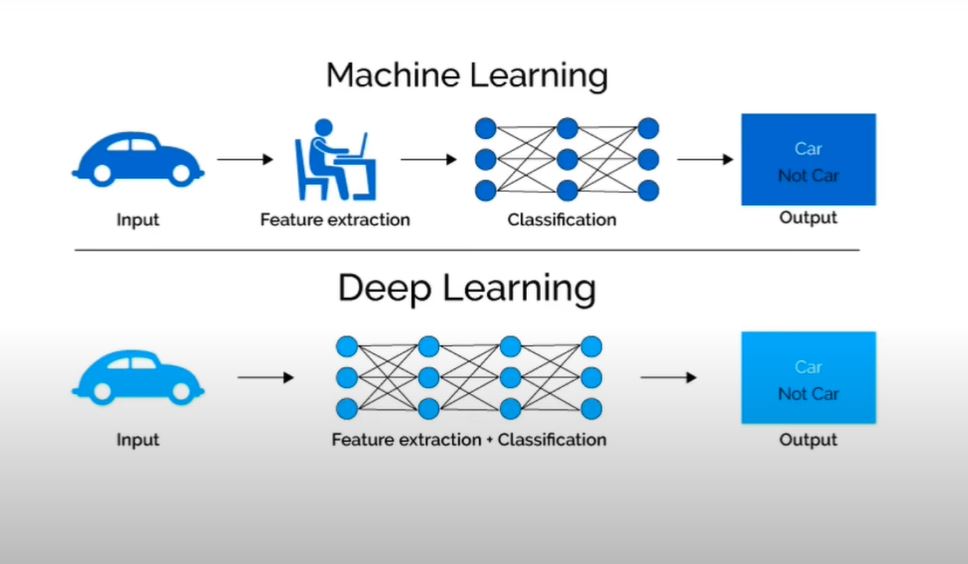 Machine Learning
Input
Feature extraction
Classification
Car
Not Car
Output
Deep Learning
Input
Feature extraction + Classification
Car
Not Car
Output